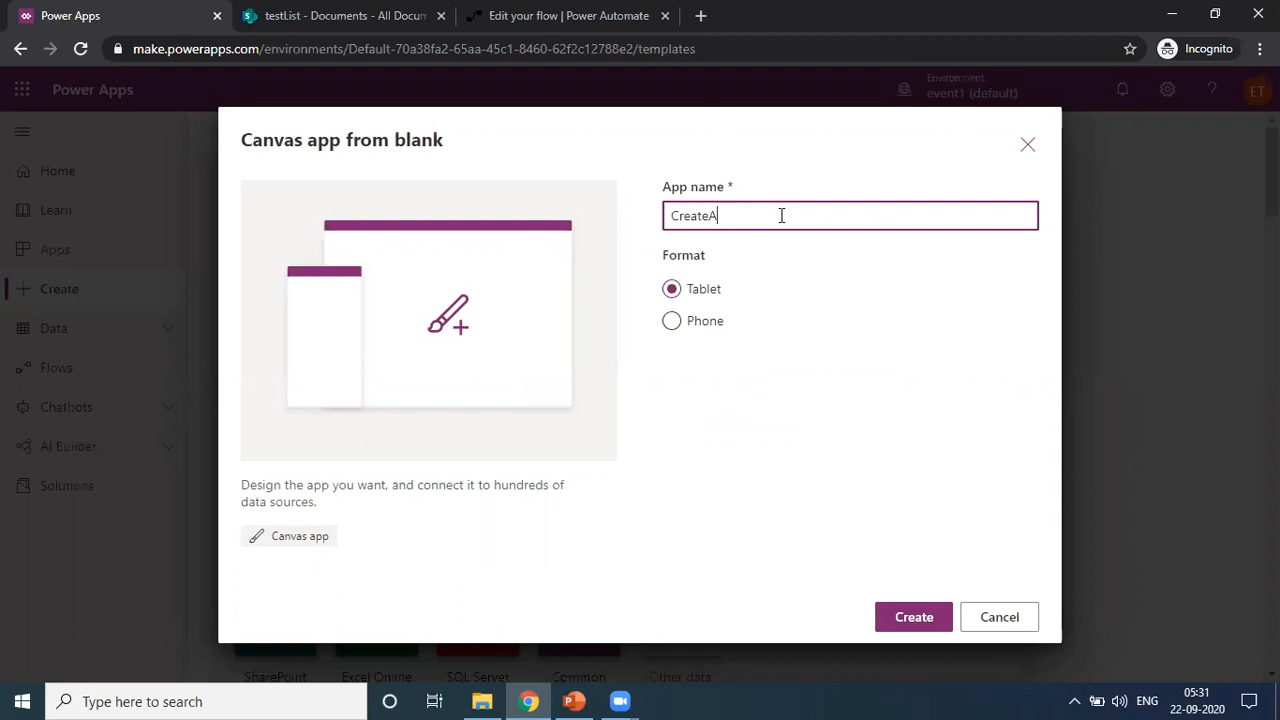 Power Apps
testList - Documents - All Docum
Edit your flow | Power Automate
make.powerapps.com/environments/Default-70a38fa2-65aa-45c1-8460-62f2c12788e2/templates
Incognito
Power Apps
Environment
event1 (default)
ET
Canvas app from blank
Home
Learn
Apps
Create
Data
Flows
Chatbots
AI Builder
Solutions
App name *
CreateA
Format
Tablet
Phone
Design the app you want, and connect it to hundreds of
data sources.
Canvas app
Create
Cancel
SharePoint
Excel Online
SQL Server
Common
Other data
Type here to search
ENG
05:31
22-09-2020